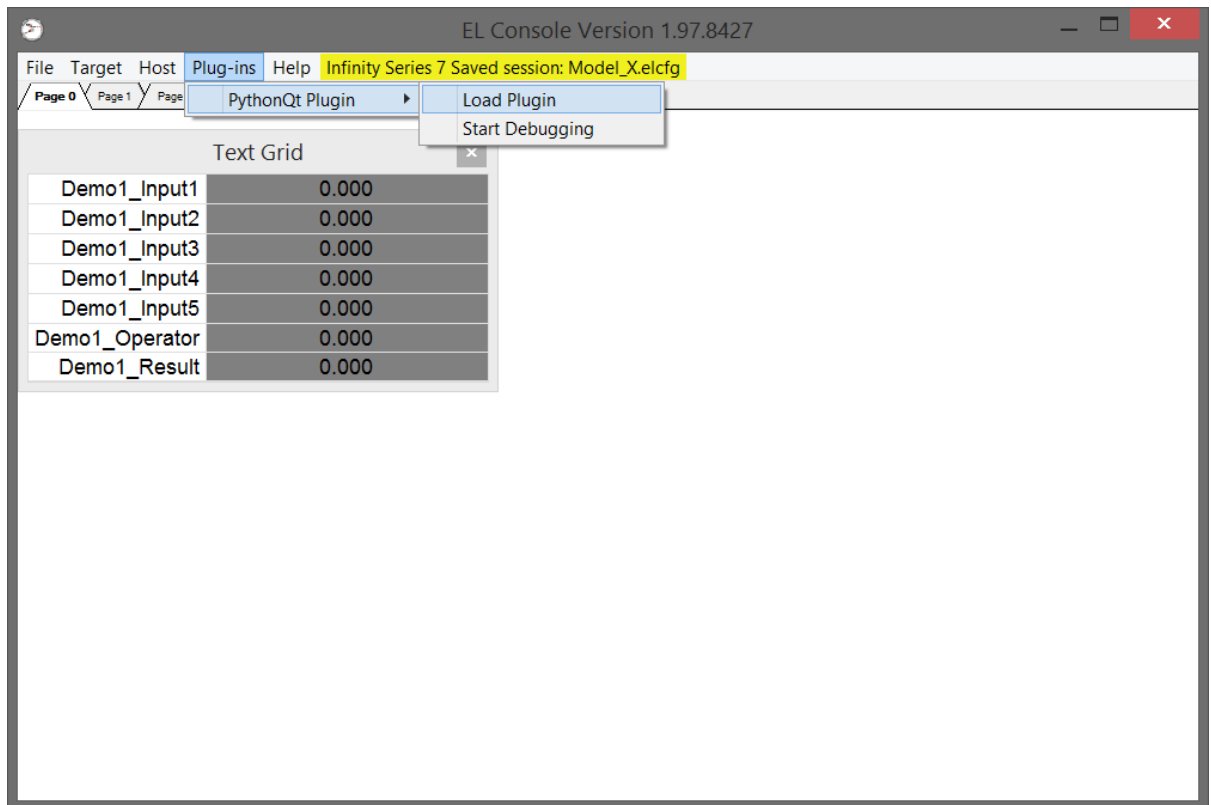 EL Console Version 1.97.8427
File Target Host Plug-ins Help Infinity Series 7 Saved session: Model_X.elcfg
Page 0 Page 1 Page
PythonQt Plugin
Load Plugin
Start Debugging
Text Grid
Demo1_Input1 0.000
Demo1_Input2 0.000
Demo1_Input3 0.000
Demo1_Input4 0.000
Demo1_Input5 0.000
Demo1_Operator 0.000
Demo1_Result 0.000